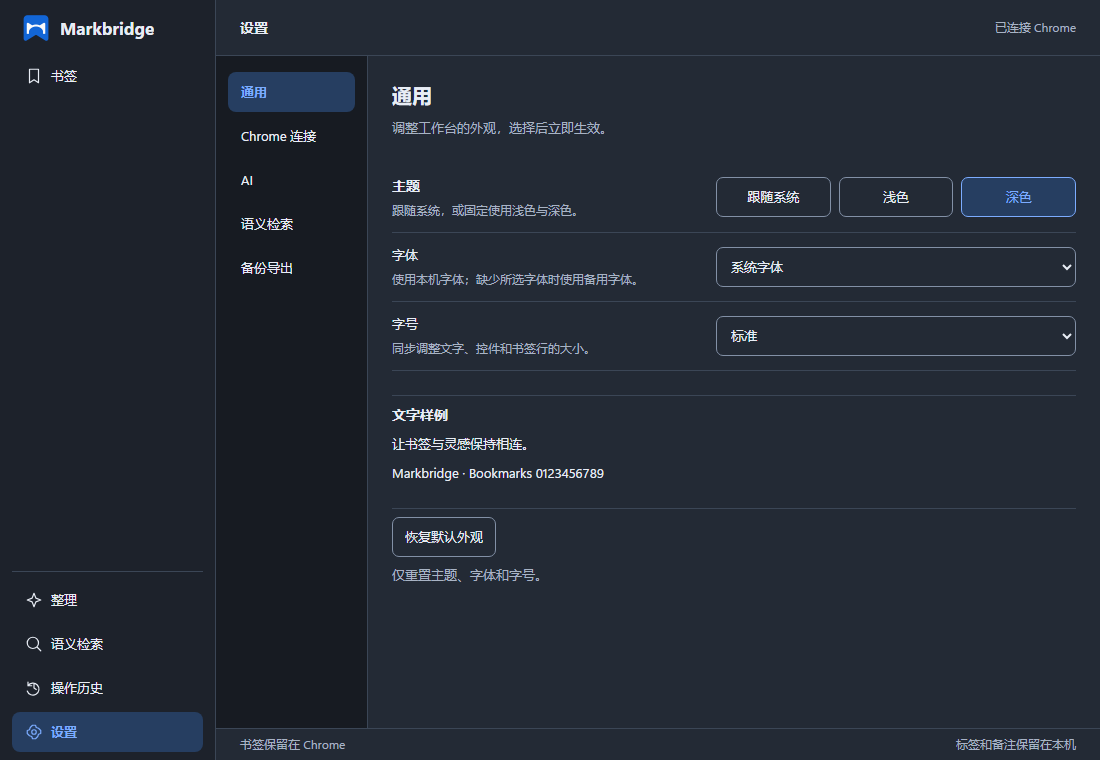 Markbridge
书签
整理
语义检索
操作历史
设置
设置
已连接 Chrome
通用
Chrome 连接
AI
语义检索
备份导出
通用
调整工作台的外观，选择后立即生效。
主题
跟随系统，或固定使用浅色与深色。
跟随系统
浅色
深色
字体
使用本机字体；缺少所选字体时使用备用字体。
系统字体
字号
同步调整文字、控件和书签行的大小。
标准
文字样例
让书签与灵感保持相连。
Markbridge · Bookmarks 0123456789
恢复默认外观
仅重置主题、字体和字号。
书签保留在 Chrome
标签和备注保留在本机